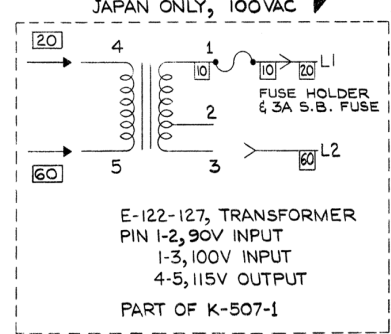 JAPAN ONLY, 100VAC
20
4
1
10
10
20
L1
FUSE HOLDER
& 3A S.B. FUSE
2
60
5
3
60
L2
E-122-127, TRANSFORMER
PIN 1-2, 90V INPUT
1-3, 100V INPUT
4-5, 115V OUTPUT
PART OF K-507-1